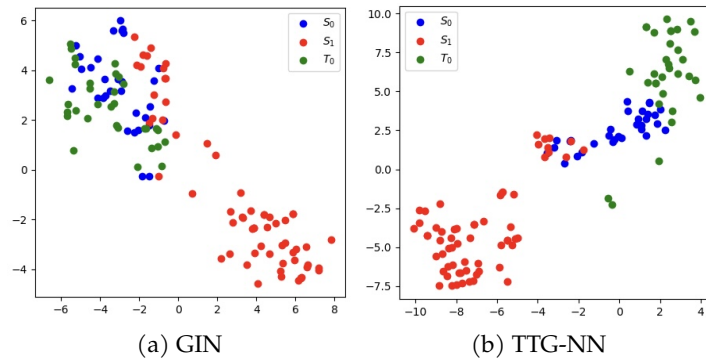 6
4
2
0
−2
−4
−6 −4 −2 0 2 4 6 8
S₀
S₁
T₀
(a) GIN
10.0
7.5
5.0
2.5
0.0
−2.5
−5.0
−7.5
−10 −8 −6 −4 −2 0 2 4
S₀
S₁
T₀
(b) TTG-NN